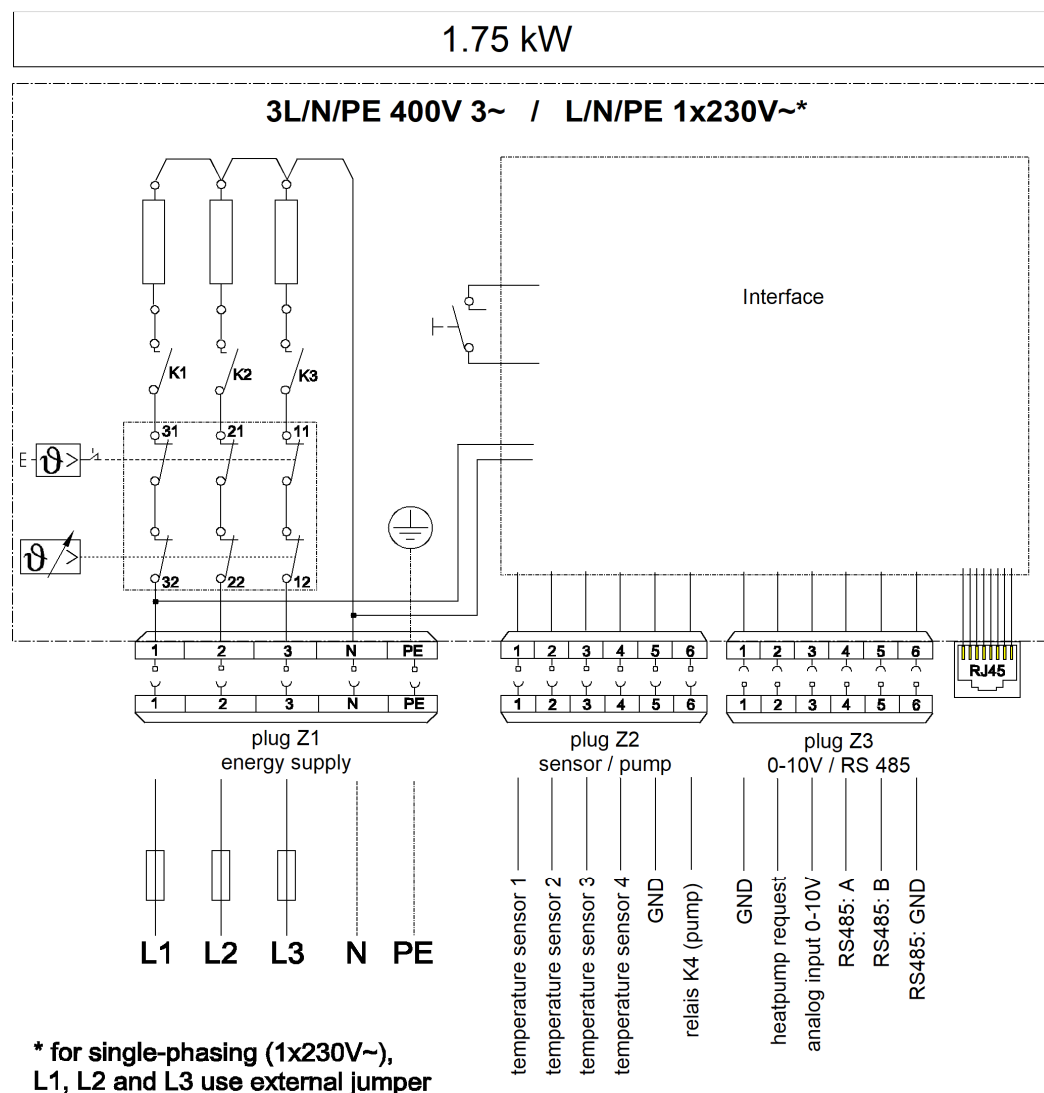 1.75 kW
3L/N/PE 400V 3~ / L/N/PE 1x230V~*
Interface
K1 K2 K3
31 21 11
ϑ >
ϑ >
32 22 12
1 2 3 N PE
1 2 3 4 5 6
1 2 3 4 5 6
RJ45
1 2 3 N PE
1 2 3 4 5 6
1 2 3 4 5 6
plug Z1
energy supply
plug Z2
sensor / pump
plug Z3
0-10V / RS 485
L1 L2 L3 N PE
temperature sensor 1
temperature sensor 2
temperature sensor 3
temperature sensor 4
GND
relais K4 (pump)
GND
heatpump request
analog input 0-10V
RS485: A
RS485: B
RS485: GND
* for single-phasing (1x230V~),
L1, L2 and L3 use external jumper